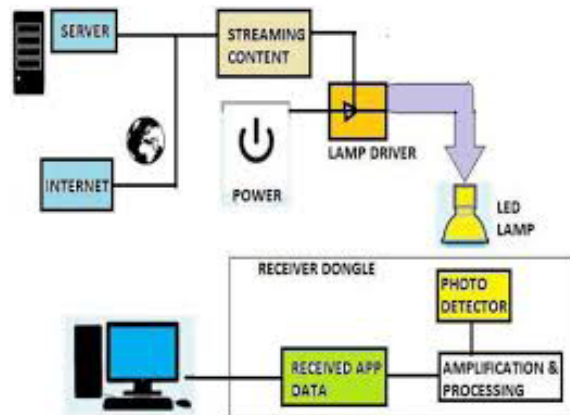 SERVER
STREAMING
CONTENT
INTERNET
POWER
LAMP DRIVER
LED
LAMP
RECEIVER DONGLE
PHOTO
DETECTOR
RECEIVED APP
DATA
AMPLIFICATION &
PROCESSING